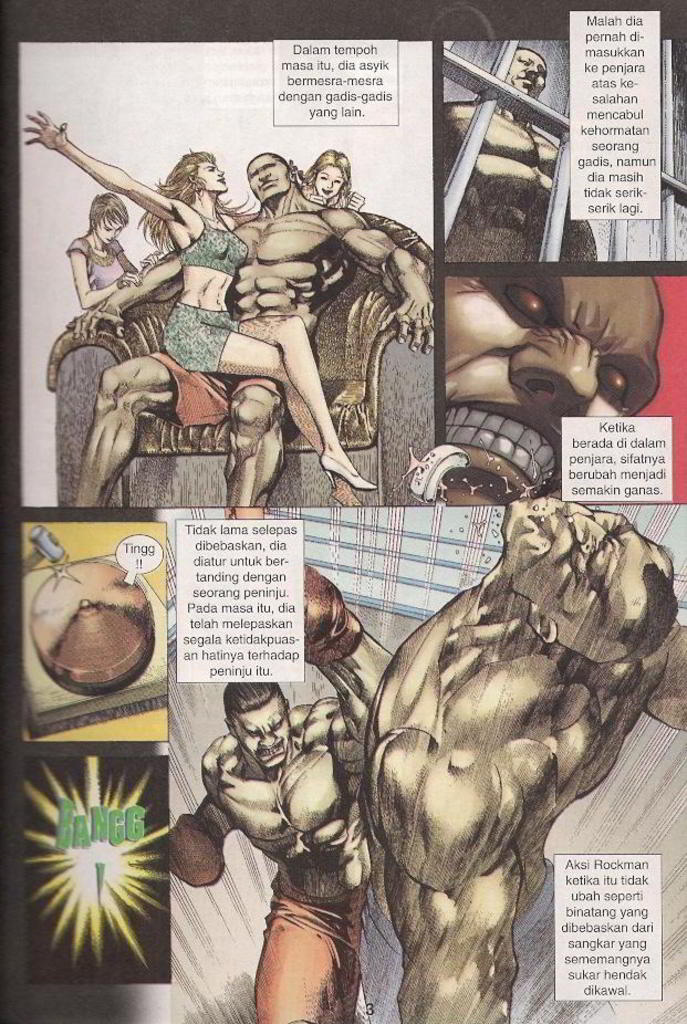 Dalam tempoh
masa itu, dia asyik
bermesra-mesra
dengan gadis-gadis
yang lain.
Malah dia
pernah di-
masukkan
ke penjara
atas ke-
salahan
mencabul
kehormatan
seorang
gadis, namun
dia masih
tidak serik-
serik lagi.
Ketika
berada di dalam
penjara, sifatnya
berubah menjadi
semakin ganas.
Tingg
!!
Tidak lama selepas
dibebaskan, dia
diatur untuk ber-
tanding dengan
seorang peninju.
Pada masa itu, dia
telah melepaskan
segala ketidakpuas-
an hatinya terhadap
peninju itu.
BANGG
!
Aksi Rockman
ketika itu tidak
ubah seperti
binatang yang
dibebaskan dari
sangkar yang
sememangnya
sukar hendak
dikawal.
3